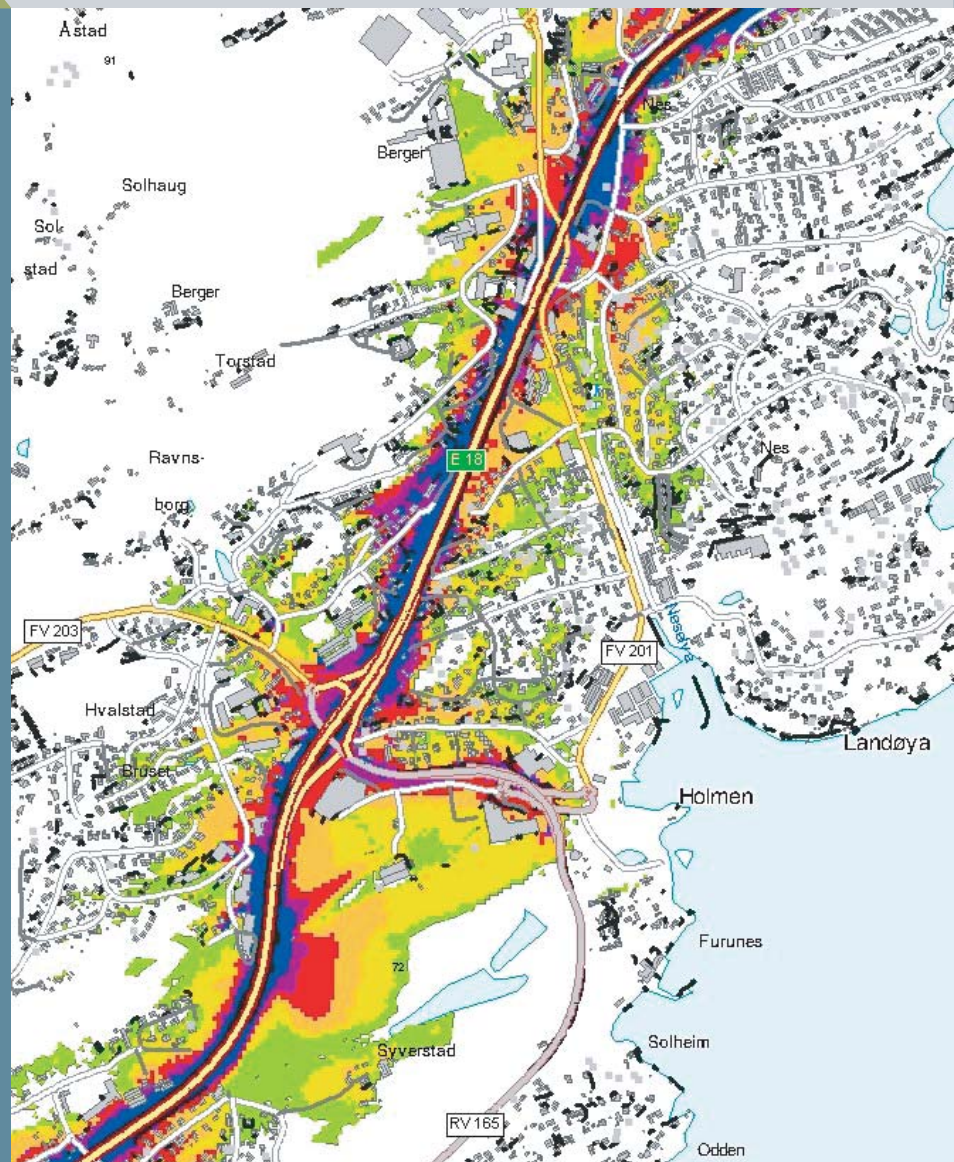 Åstad
91
Nes
Berger
Solhaug
Sol-
stad
Berger
Torstad
E 18
Ravns-
borg
Nes
FV 203
Nesøya
FV 201
Hvalstad
Landøya
Bruset
Holmen
Furunes
72
Solheim
Syverstad
RV 165
Odden